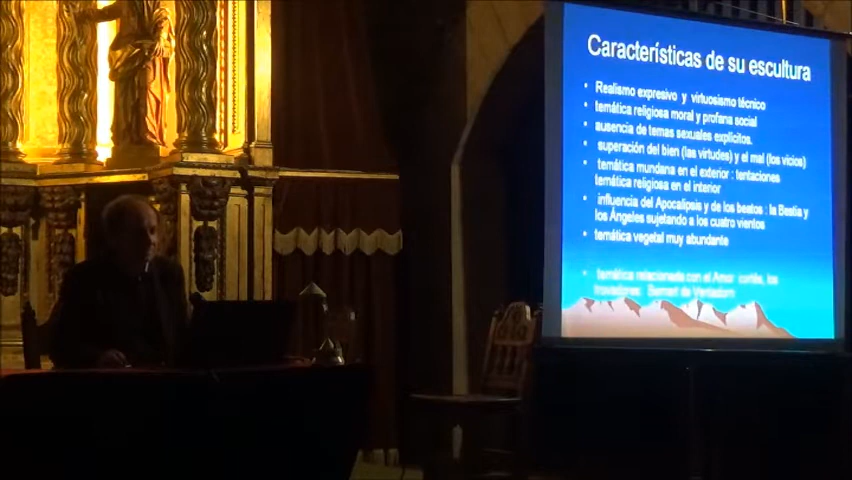 Características de su escultura
• Realismo expresivo y virtuosismo técnico
• temática religiosa moral y profana social
• ausencia de temas sexuales explícitos.
• superación del bien (las virtudes) y el mal (los vicios)
• temática mundana en el exterior : tentaciones
temática religiosa en el interior
• influencia del Apocalipsis y de los beatos : la Bestia y
los Ángeles sujetando a los cuatro vientos
• temática vegetal muy abundante
• temática relacionada con el Amor cortés, los
trovadores : Bernart de Ventadorn